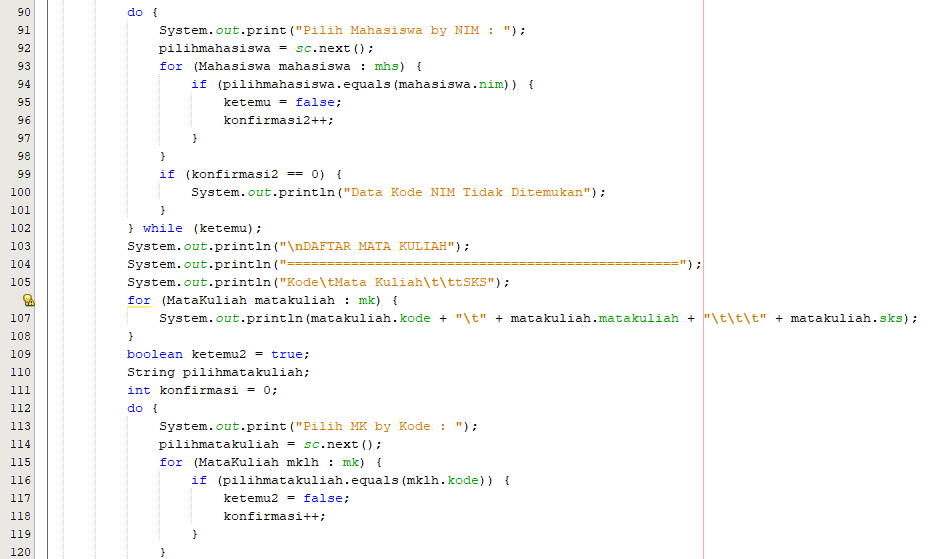 90 do {
91 System.out.print("Pilih Mahasiswa by NIM : ");
92 pilihmahasiswa = sc.next();
93 for (Mahasiswa mahasiswa : mhs) {
94 if (pilihmahasiswa.equals(mahasiswa.nim)) {
95 ketemu = false;
96 konfirmasi2++;
97 }
98 }
99 if (konfirmasi2 == 0) {
100 System.out.println("Data Kode NIM Tidak Ditemukan");
101 }
102 } while (ketemu);
103 System.out.println("\nDAFTAR MATA KULIAH");
104 System.out.println("=================================================");
105 System.out.println("Kode\tMata Kuliah\t\ttSKS");
for (MataKuliah matakuliah : mk) {
107 System.out.println(matakuliah.kode + "\t" + matakuliah.matakuliah + "\t\t\t" + matakuliah.sks);
108 }
109 boolean ketemu2 = true;
110 String pilihmatakuliah;
111 int konfirmasi = 0;
112 do {
113 System.out.print("Pilih MK by Kode : ");
114 pilihmatakuliah = sc.next();
115 for (MataKuliah mklh : mk) {
116 if (pilihmatakuliah.equals(mklh.kode)) {
117 ketemu2 = false;
118 konfirmasi++;
119 }
120 }